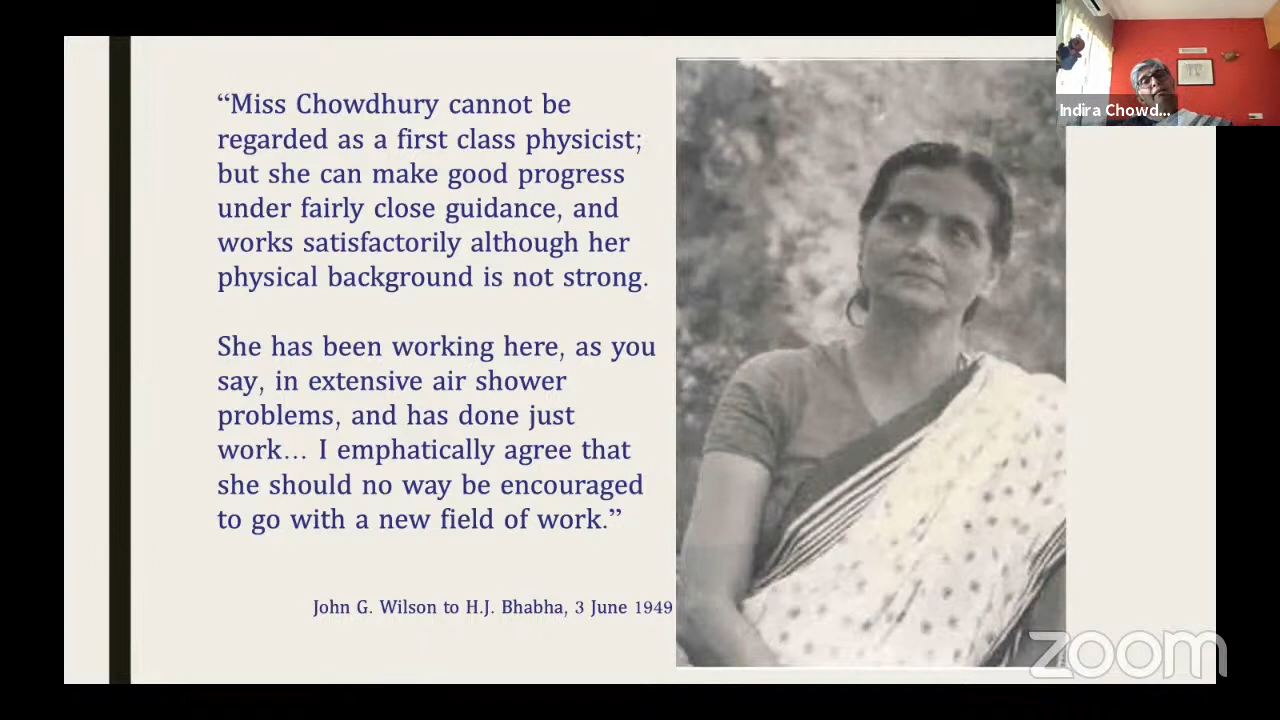 “Miss Chowdhury cannot be
regarded as a first class physicist;
but she can make good progress
under fairly close guidance, and
works satisfactorily although her
physical background is not strong.
She has been working here, as you
say, in extensive air shower
problems, and has done just
work… I emphatically agree that
she should no way be encouraged
to go with a new field of work.”
John G. Wilson to H.J. Bhabha, 3 June 1949
Indira Chowd...
zoom